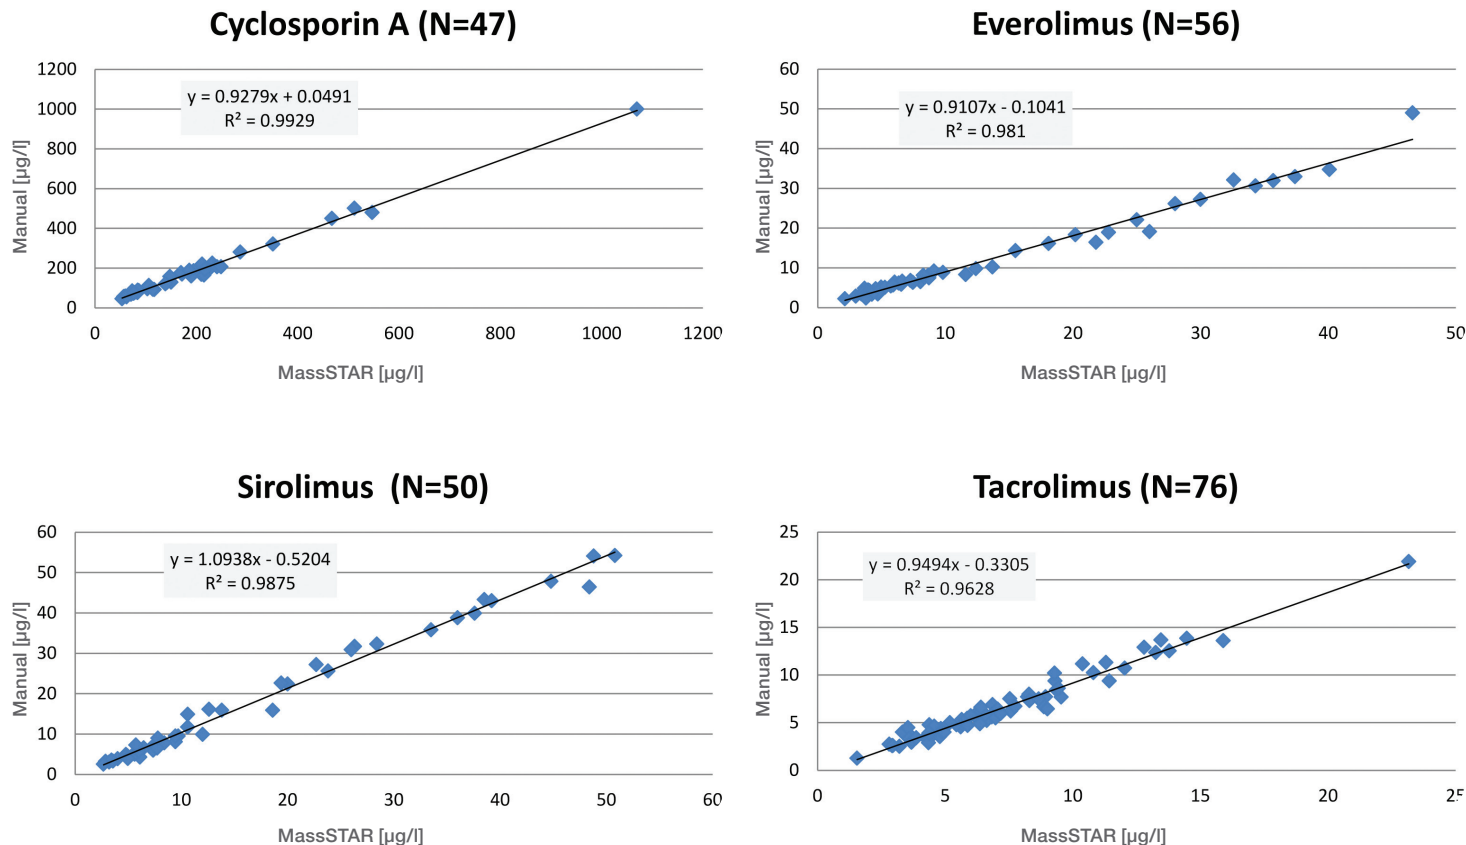 Cyclosporin A (N=47)
1200
1000
800
600
400
200
0
y = 0.9279x + 0.0491
R² = 0.9929
0 200 400 600 800 1000 1200
Manual [µg/l]
MassSTAR [µg/l]
Everolimus (N=56)
60
50
40
30
20
10
0
y = 0.9107x - 0.1041
R² = 0.981
0 10 20 30 40 50
Manual [µg/l]
MassSTAR [µg/l]
Sirolimus (N=50)
60
50
40
30
20
10
0
y = 1.0938x - 0.5204
R² = 0.9875
0 10 20 30 40 50 60
Manual [µg/l]
MassSTAR [µg/l]
Tacrolimus (N=76)
25
20
15
10
5
0
y = 0.9494x - 0.3305
R² = 0.9628
0 5 10 15 20 25
Manual [µg/l]
MassSTAR [µg/l]